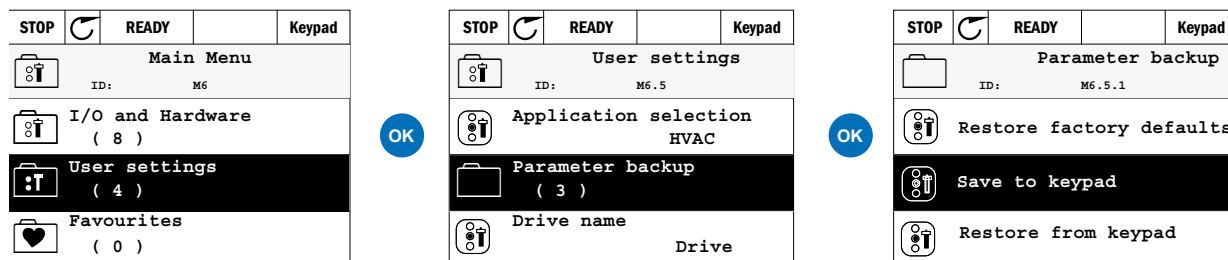 STOP READY Keypad
Main Menu
ID: M6
I/O and Hardware
( 8 )
User settings
( 4 )
Favourites
( 0 )
OK
STOP READY Keypad
User settings
ID: M6.5
Application selection
HVAC
Parameter backup
( 3 )
Drive name
Drive
OK
STOP READY Keypad
Parameter backup
ID: M6.5.1
Restore factory defaults
Save to keypad
Restore from keypad